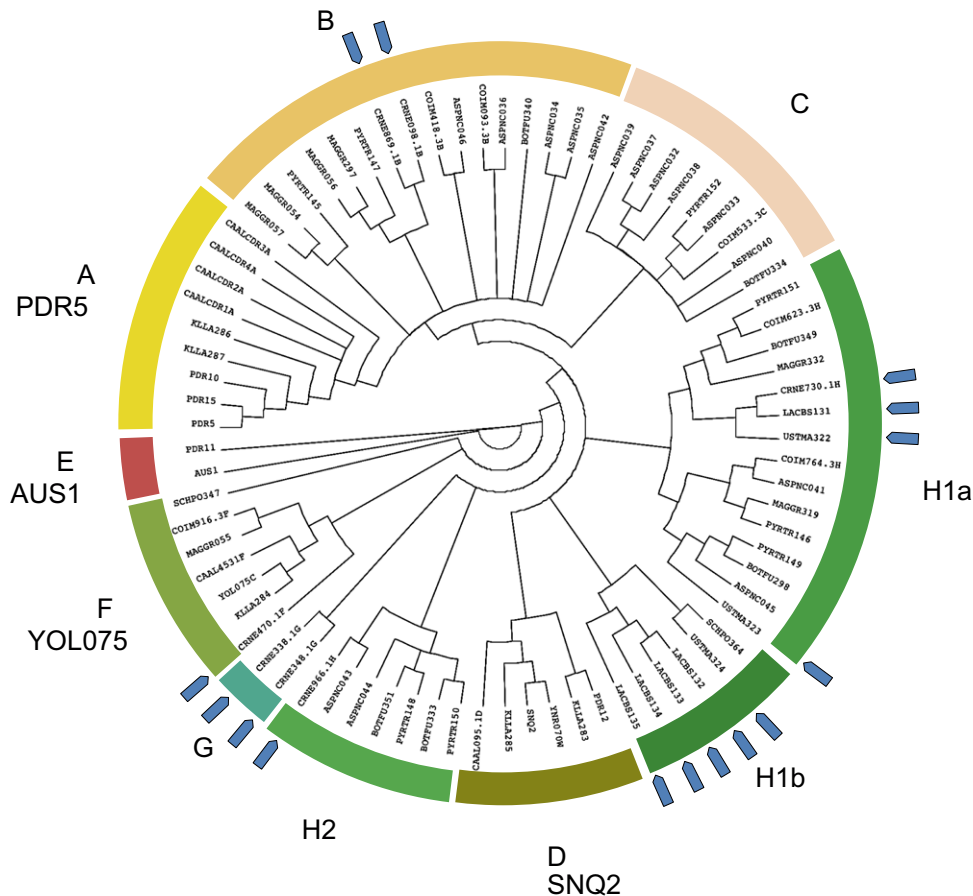 B
C
A
PDR5
E
AUS1
F
YOL075
G
H2
D
SNQ2
H1b
H1a
MAGGR057
MAGGR054
PYRTR145
MAGGR056
MAGGR297
PYRTR147
CRNE869.1B
CRNE098.1B
COIM418.3B
ASPNC046
COIM093.3B
ASPNC036
BOTFU340
ASPNC034
ASPNC035
ASPNC042
ASPNC039
ASPNC037
ASPNC032
ASPNC038
PYRTR152
ASPNC033
COIM533.3C
ASPNC040
BOTFU334
PYRTR151
COIM623.3H
BOTFU349
MAGGR332
CRNE730.1H
LACBS131
USTMA322
COIM764.3H
ASPNC041
MAGGR319
PYRTR146
PYRTR149
BOTFU298
ASPNC045
USTMA323
SCHPO364
USTMA324
LACBS132
LACBS133
LACBS134
LACBS135
PDR12
KLLA283
YNR070W
SNQ2
KLLA285
CAAL095.1D
PYRTR150
BOTFU333
PYRTR148
BOTFU351
ASPNC044
ASPNC043
CRNE966.1H
CRNE348.1G
CRNE338.1G
CRNE470.1F
KLLA284
YOL075C
CAAL4531F
MAGGR055
COIM916.3F
SCHPO347
AUS1
PDR11
PDR5
PDR15
PDR10
KLLA287
KLLA286
CAALCDR1A
CAALCDR2A
CAALCDR4A
CAALCDR3A